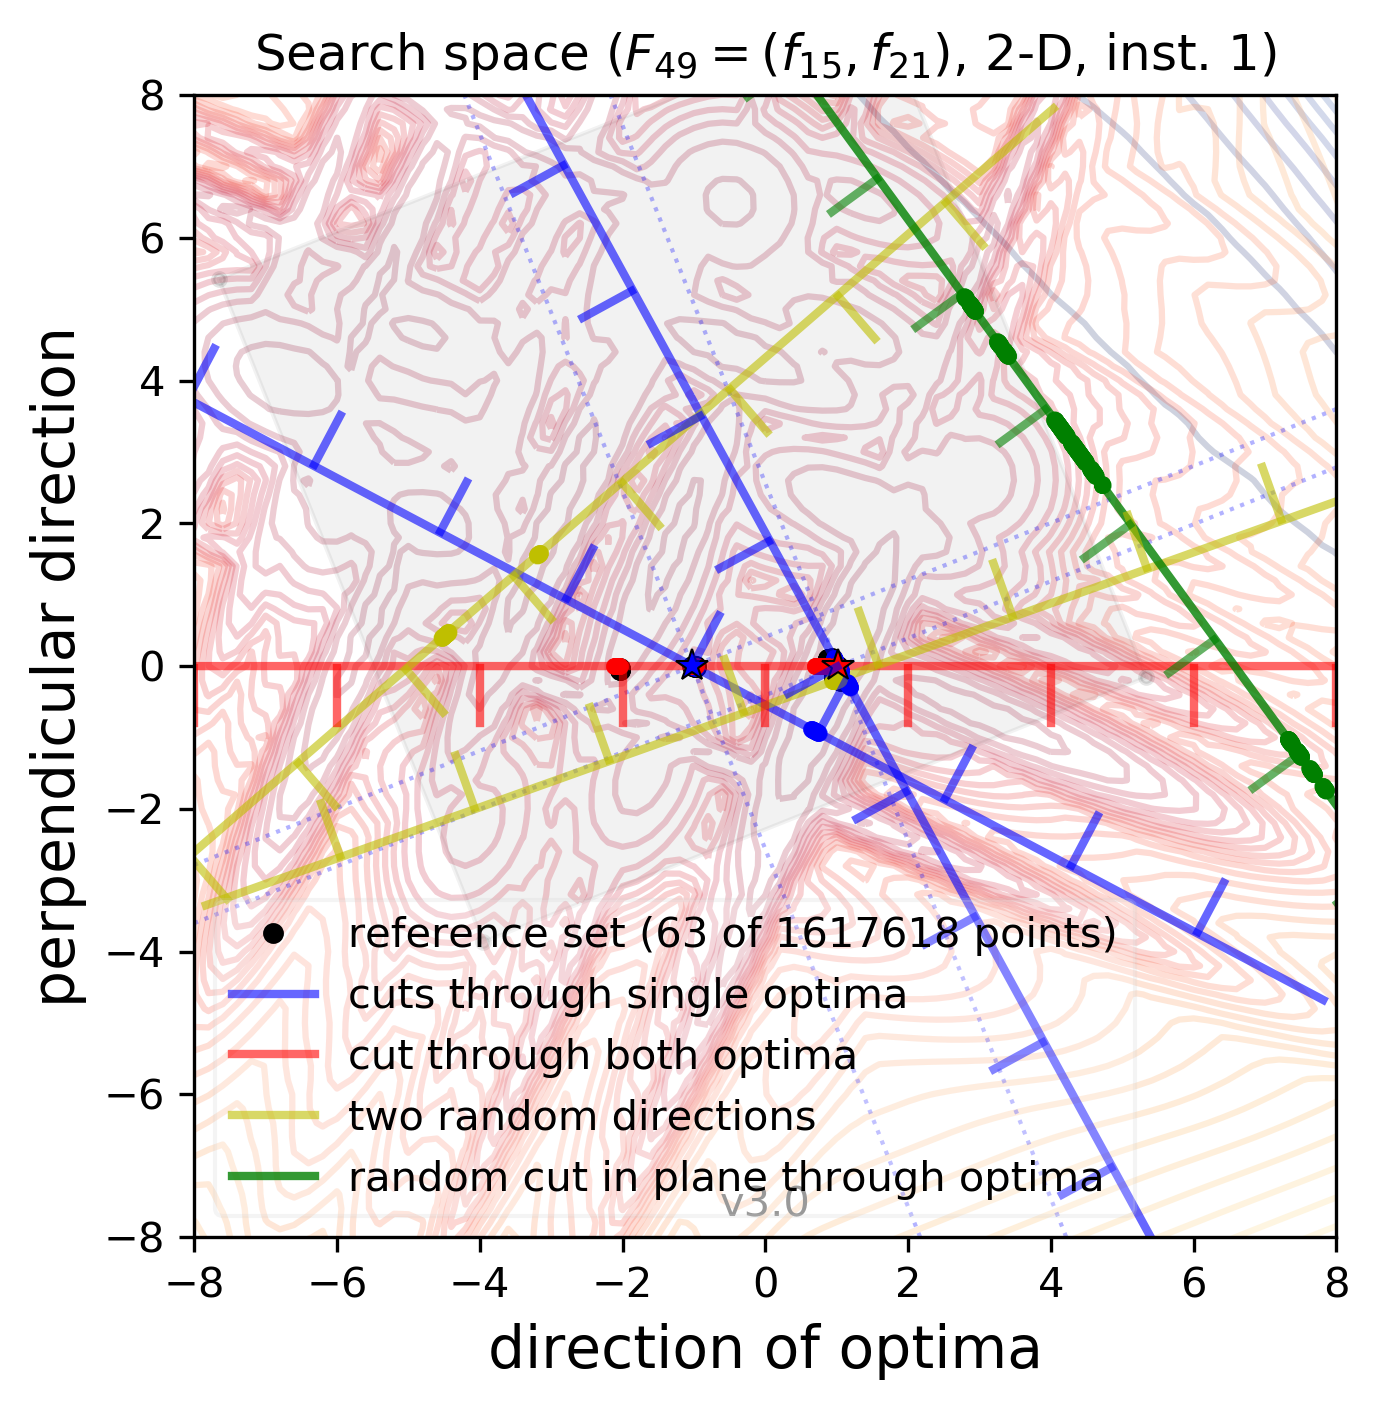 Search space (F49 = (f15, f21), 2-D, inst. 1)
8
6
4
2
0
−2
−4
−6
−8
perpendicular direction
reference set (63 of 1617618 points)
cuts through single optima
cut through both optima
two random directions
random cut in plane through optima
v3.0
−8 −6 −4 −2 0 2 4 6 8
direction of optima